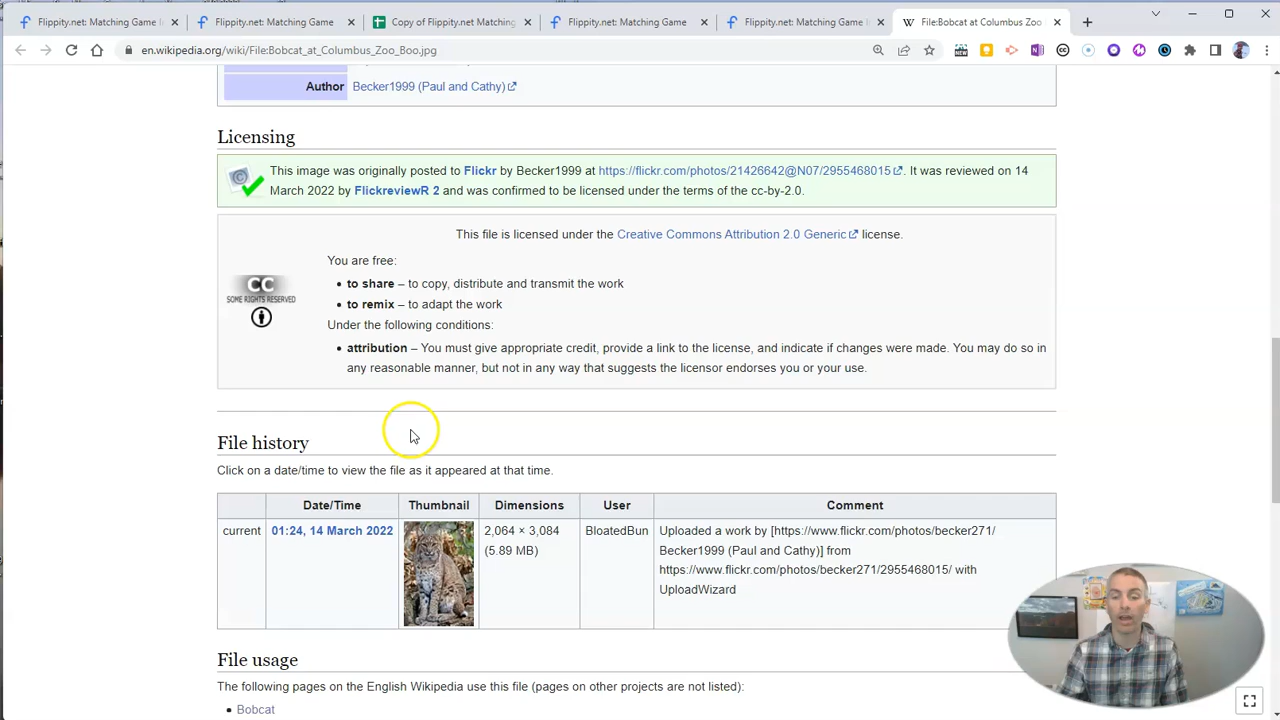 Flippity.net: Matching Game I
Flippity.net: Matching Game
Copy of Flippity.net Matching
Flippity.net: Matching Game
Flippity.net: Matching Game I
File:Bobcat at Columbus Zoo
en.wikipedia.org/wiki/File:Bobcat_at_Columbus_Zoo_Boo.jpg
Author
Becker1999 (Paul and Cathy)
Licensing
This image was originally posted to Flickr by Becker1999 at https://flickr.com/photos/21426642@N07/2955468015. It was reviewed on 14
March 2022 by FlickreviewR 2 and was confirmed to be licensed under the terms of the cc-by-2.0.
This file is licensed under the Creative Commons Attribution 2.0 Generic license.
CC
SOME RIGHTS RESERVED
You are free:
• to share – to copy, distribute and transmit the work
• to remix – to adapt the work
Under the following conditions:
• attribution – You must give appropriate credit, provide a link to the license, and indicate if changes were made. You may do so in
any reasonable manner, but not in any way that suggests the licensor endorses you or your use.
File history
Click on a date/time to view the file as it appeared at that time.
Date/Time Thumbnail Dimensions User Comment
current 01:24, 14 March 2022 2,064 × 3,084 BloatedBun Uploaded a work by [https://www.flickr.com/photos/becker271/
(5.89 MB) Becker1999 (Paul and Cathy)] from
https://www.flickr.com/photos/becker271/2955468015/ with
UploadWizard
File usage
The following pages on the English Wikipedia use this file (pages on other projects are not listed):
• Bobcat